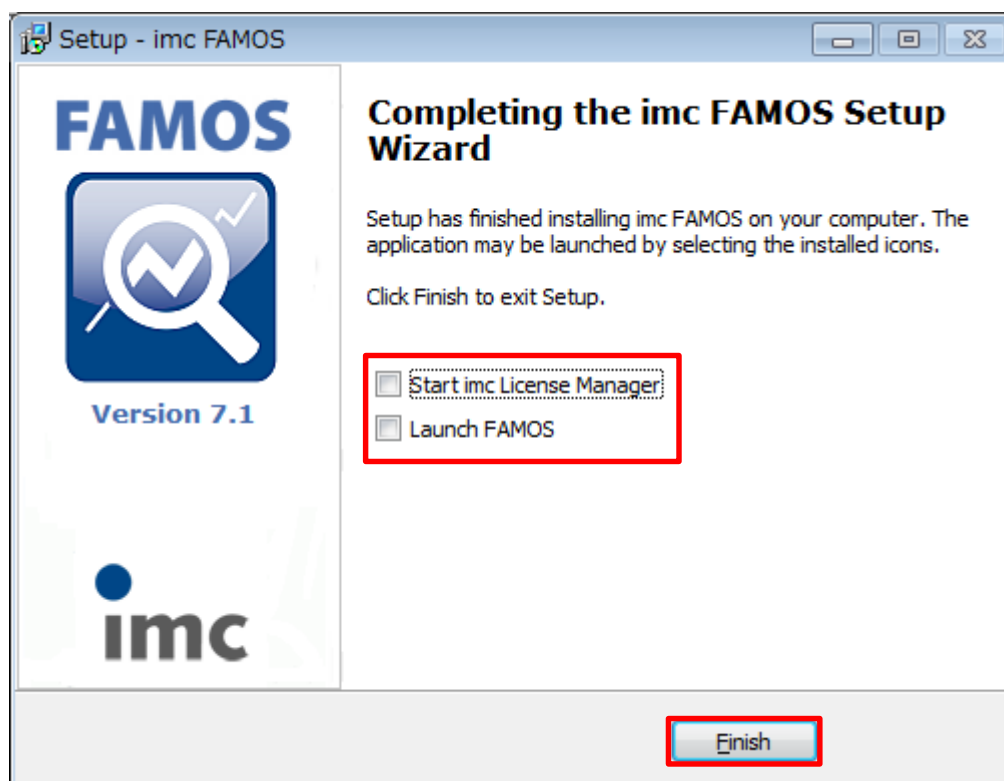 Setup - imc FAMOS
FAMOS
Version 7.1
imc
Completing the imc FAMOS Setup
Wizard
Setup has finished installing imc FAMOS on your computer. The
application may be launched by selecting the installed icons.
Click Finish to exit Setup.
Start imc License Manager
Launch FAMOS
Finish